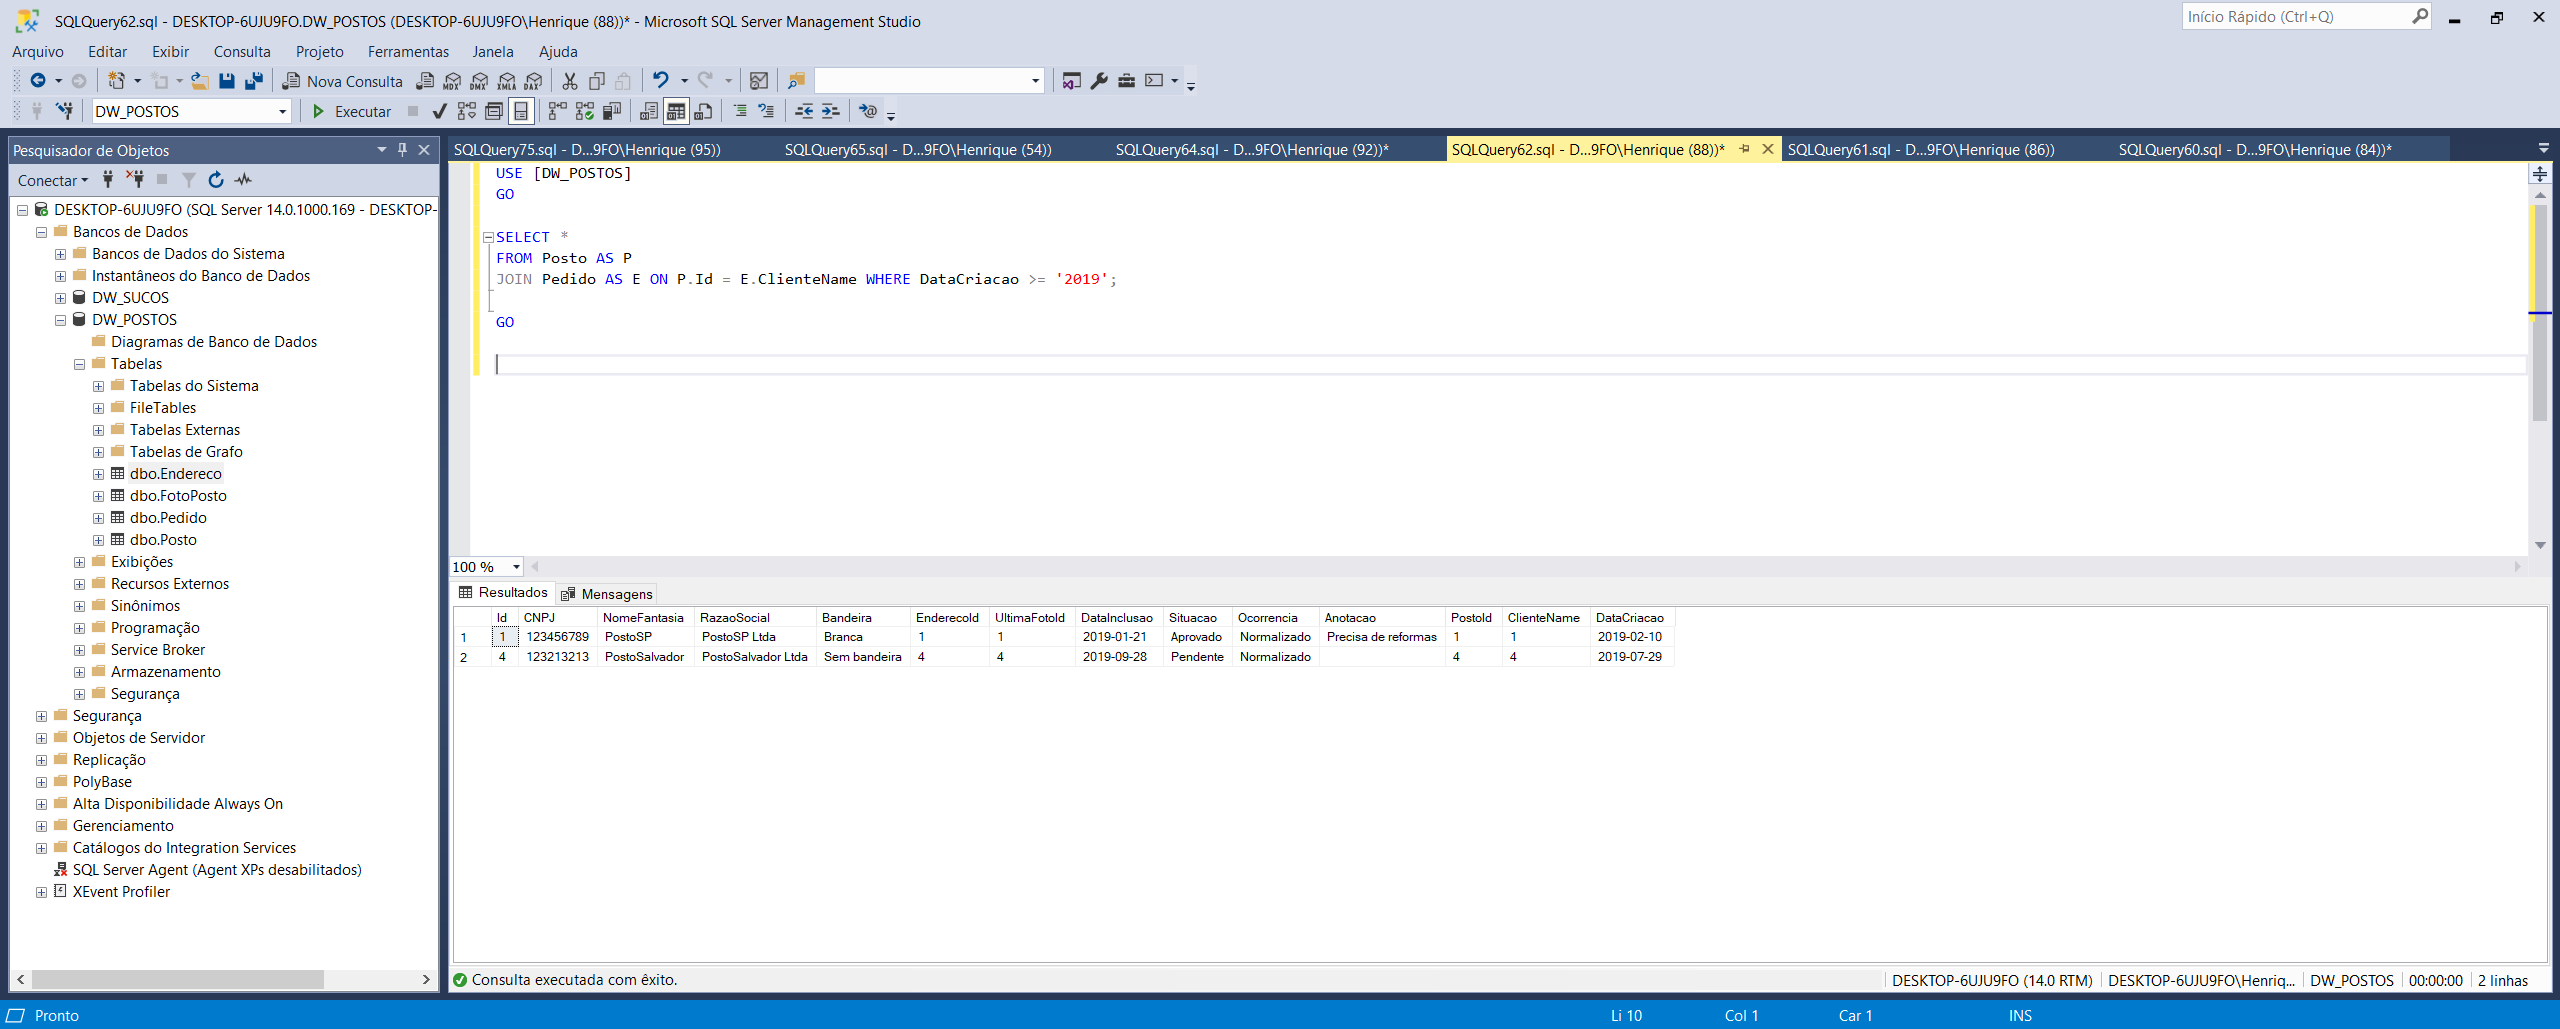 SQLQuery62.sql - DESKTOP-6UJU9FO.DW_POSTOS (DESKTOP-6UJU9FO\Henrique (88))* - Microsoft SQL Server Management Studio
Início Rápido (Ctrl+Q)
Arquivo Editar Exibir Consulta Projeto Ferramentas Janela Ajuda
Nova Consulta MDX DMX XMLA DAX
DW_POSTOS Executar
Pesquisador de Objetos
Conectar
DESKTOP-6UJU9FO (SQL Server 14.0.1000.169 - DESKTOP-
Bancos de Dados
Bancos de Dados do Sistema
Instantâneos do Banco de Dados
DW_SUCOS
DW_POSTOS
Diagramas de Banco de Dados
Tabelas
Tabelas do Sistema
FileTables
Tabelas Externas
Tabelas de Grafo
dbo.Endereco
dbo.FotoPosto
dbo.Pedido
dbo.Posto
Exibições
Recursos Externos
Sinônimos
Programação
Service Broker
Armazenamento
Segurança
Segurança
Objetos de Servidor
Replicação
PolyBase
Alta Disponibilidade Always On
Gerenciamento
Catálogos do Integration Services
SQL Server Agent (Agent XPs desabilitados)
XEvent Profiler
SQLQuery75.sql - D...9FO\Henrique (95)) SQLQuery65.sql - D...9FO\Henrique (54)) SQLQuery64.sql - D...9FO\Henrique (92))* SQLQuery62.sql - D...9FO\Henrique (88))* SQLQuery61.sql - D...9FO\Henrique (86)) SQLQuery60.sql - D...9FO\Henrique (84))*
USE [DW_POSTOS]
GO
SELECT *
FROM Posto AS P
JOIN Pedido AS E ON P.Id = E.ClienteName WHERE DataCriacao >= '2019';
GO
100 %
Resultados Mensagens
Id CNPJ NomeFantasia RazaoSocial Bandeira EnderecoId UltimaFotoId DataInclusao Situacao Ocorrencia Anotacao PostoId ClienteName DataCriacao
1 1 123456789 PostoSP PostoSP Ltda Branca 1 1 2019-01-21 Aprovado Normalizado Precisa de reformas 1 1 2019-02-10
2 4 123213213 PostoSalvador PostoSalvador Ltda Sem bandeira 4 4 2019-09-28 Pendente Normalizado 4 4 2019-07-29
Consulta executada com êxito. DESKTOP-6UJU9FO (14.0 RTM) DESKTOP-6UJU9FO\Henriq... DW_POSTOS 00:00:00 2 linhas
Pronto Li 10 Col 1 Car 1 INS